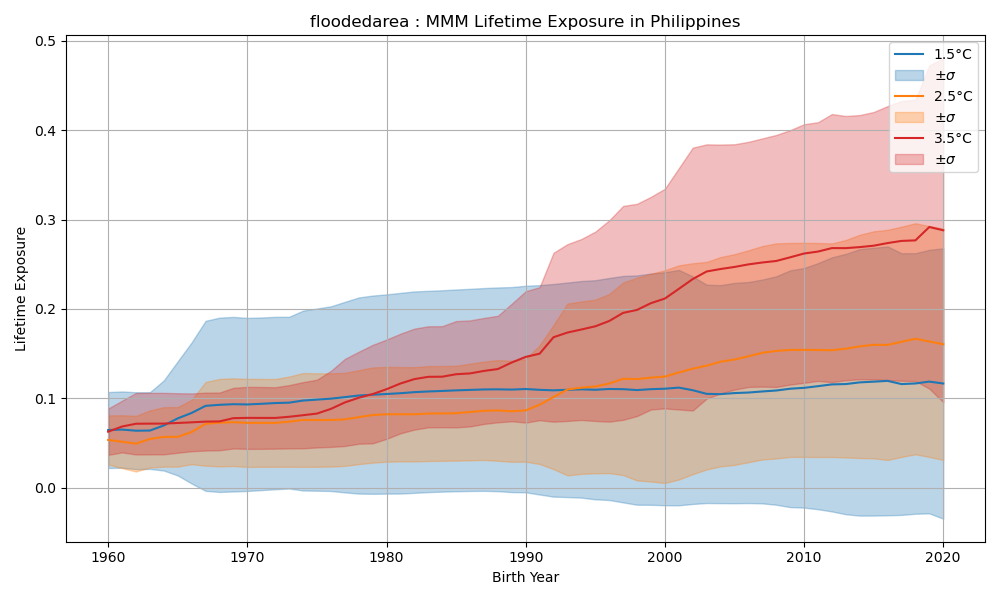 floodedarea : MMM Lifetime Exposure in Philippines
0.5
0.4
0.3
0.2
0.1
0.0
Lifetime Exposure
1.5°C
±σ
2.5°C
±σ
3.5°C
±σ
1960 1970 1980 1990 2000 2010 2020
Birth Year